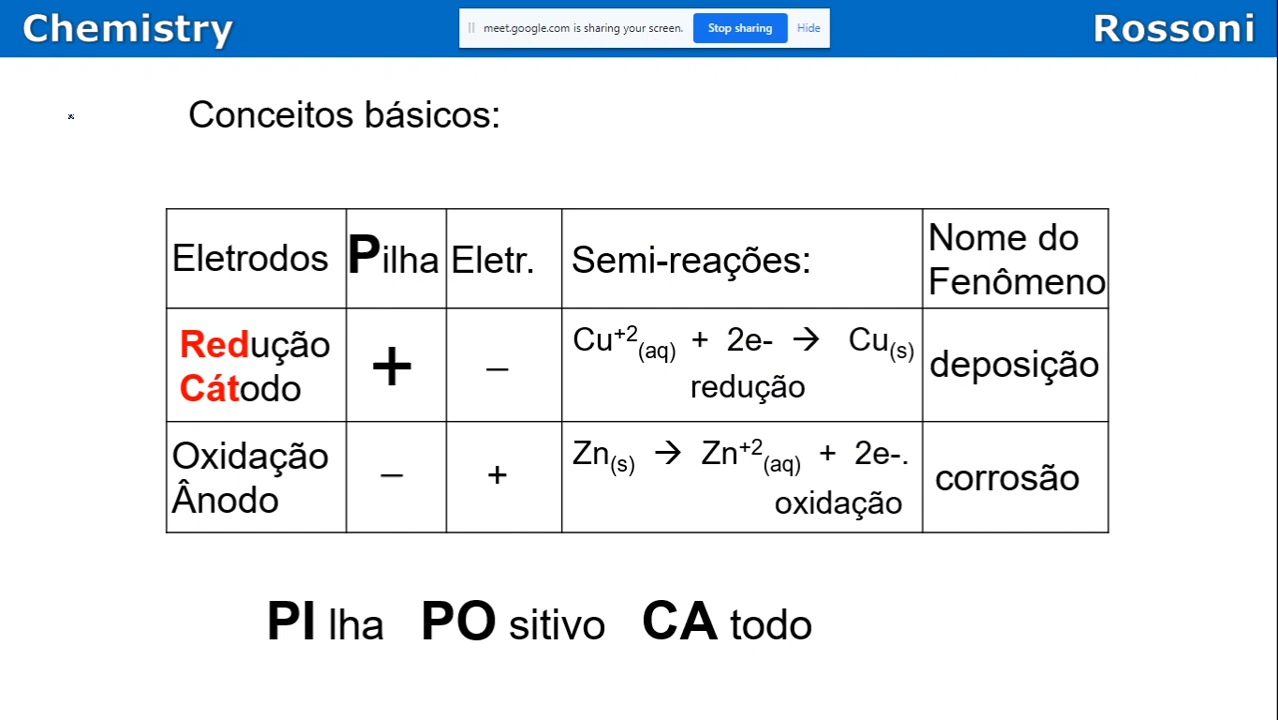 Chemistry
meet.google.com is sharing your screen. Stop sharing Hide
Rossoni
Conceitos básicos:
Eletrodos
Pilha
Eletr.
Semi-reações:
Nome do
Fenômeno
Redução
Cátodo
+
–
Cu+2(aq) + 2e- → Cu(s)
redução
deposição
Oxidação
Ânodo
–
+
Zn(s) → Zn+2(aq) + 2e-.
oxidação
corrosão
PI lha PO sitivo CA todo